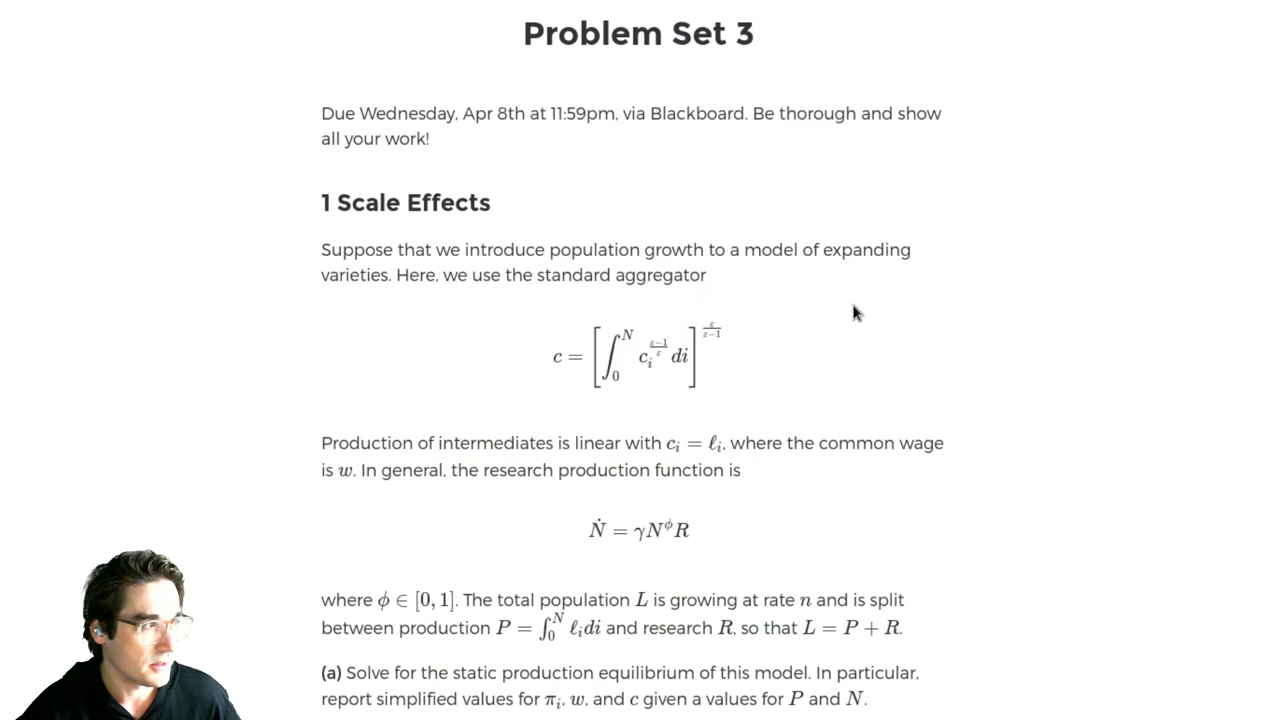 Problem Set 3
Due Wednesday, Apr 8th at 11:59pm, via Blackboard. Be thorough and show
all your work!
1 Scale Effects
Suppose that we introduce population growth to a model of expanding
varieties. Here, we use the standard aggregator
c = [∫₀ᴺ c_i^{(ε−1)/ε} di]^{ε/(ε−1)}
Production of intermediates is linear with c_i = ℓ_i, where the common wage
is w. In general, the research production function is
Ṅ = γN^ϕ R
where ϕ ∈ [0, 1]. The total population L is growing at rate n and is split
between production P = ∫₀ᴺ ℓ_i di and research R, so that L = P + R.
(a) Solve for the static production equilibrium of this model. In particular,
report simplified values for π_i, w, and c given a values for P and N.